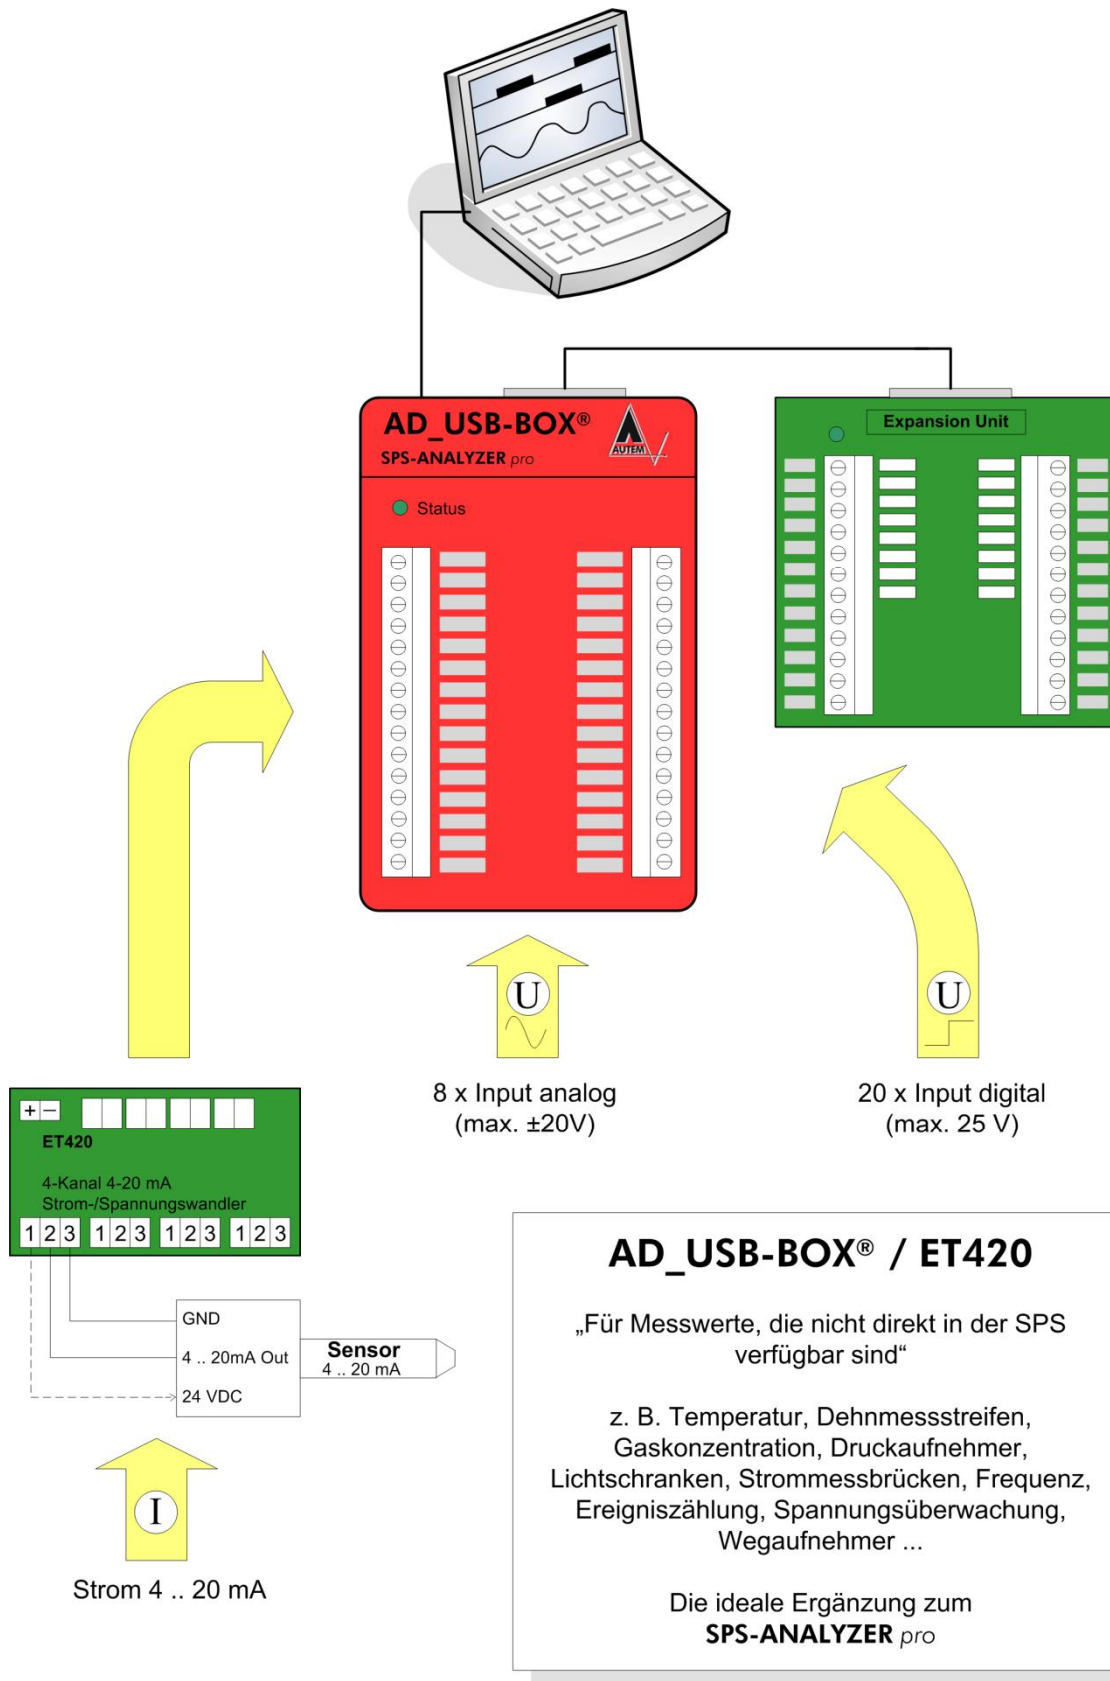 AD_USB-BOX®
SPS-ANALYZER pro
AUTEM
Status
Expansion Unit
U
8 x Input analog
(max. ±20V)
U
20 x Input digital
(max. 25 V)
+ −
ET420
4-Kanal 4-20 mA
Strom-/Spannungswandler
1 2 3 1 2 3 1 2 3 1 2 3
GND
4 .. 20mA Out
24 VDC
Sensor
4 .. 20 mA
I
Strom 4 .. 20 mA
AD_USB-BOX® / ET420
„Für Messwerte, die nicht direkt in der SPS
verfügbar sind“
z. B. Temperatur, Dehnmessstreifen,
Gaskonzentration, Druckaufnehmer,
Lichtschranken, Strommessbrücken, Frequenz,
Ereigniszählung, Spannungsüberwachung,
Wegaufnehmer ...
Die ideale Ergänzung zum
SPS-ANALYZER pro